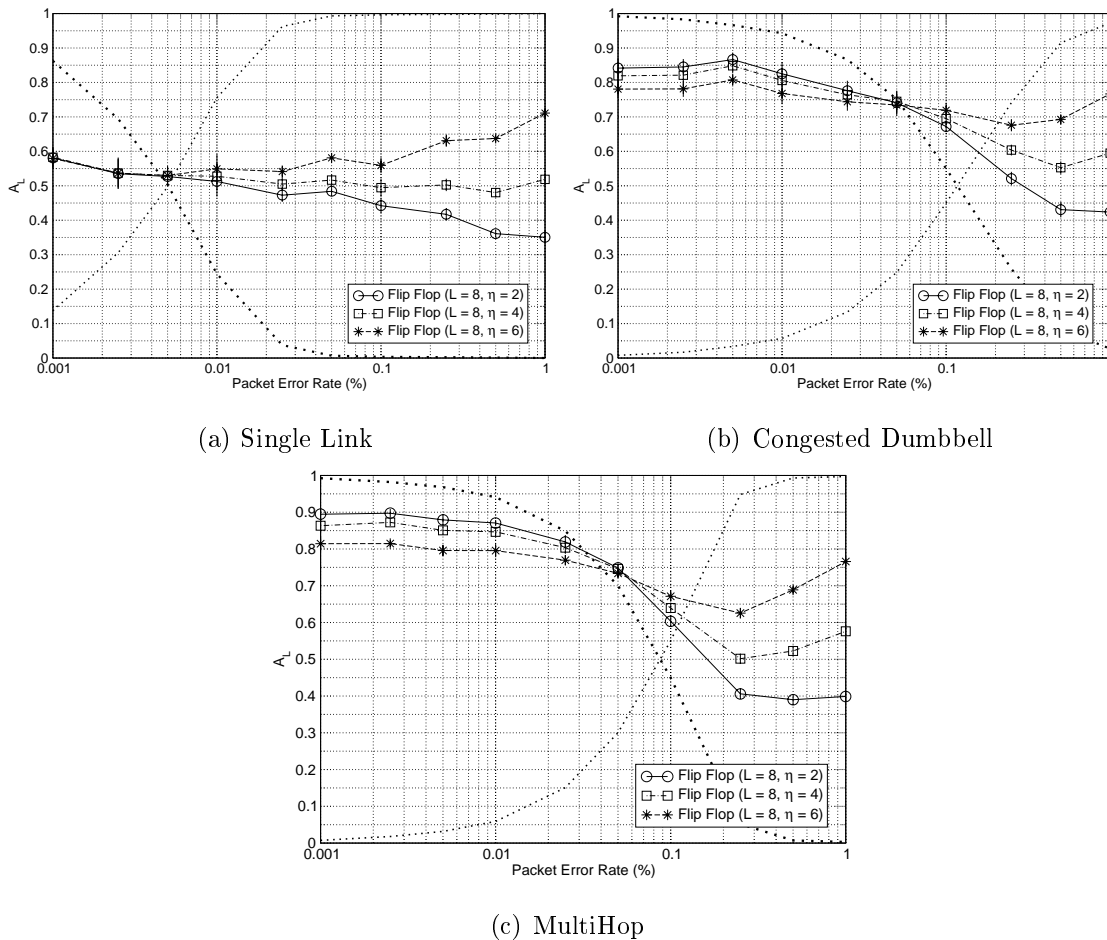 1
0.9
0.8
0.7
0.6
0.5
0.4
0.3
0.2
0.1
0
A_L
0.001 0.01 0.1 1
Packet Error Rate (%)
Flip Flop (L = 8, η = 2)
Flip Flop (L = 8, η = 4)
Flip Flop (L = 8, η = 6)
(a) Single Link
1
0.9
0.8
0.7
0.6
0.5
0.4
0.3
0.2
0.1
0
A_L
0.001 0.01 0.1
Packet Error Rate (%)
Flip Flop (L = 8, η = 2)
Flip Flop (L = 8, η = 4)
Flip Flop (L = 8, η = 6)
(b) Congested Dumbbell
1
0.9
0.8
0.7
0.6
0.5
0.4
0.3
0.2
0.1
0
A_L
0.001 0.01 0.1 1
Packet Error Rate (%)
Flip Flop (L = 8, η = 2)
Flip Flop (L = 8, η = 4)
Flip Flop (L = 8, η = 6)
(c) MultiHop